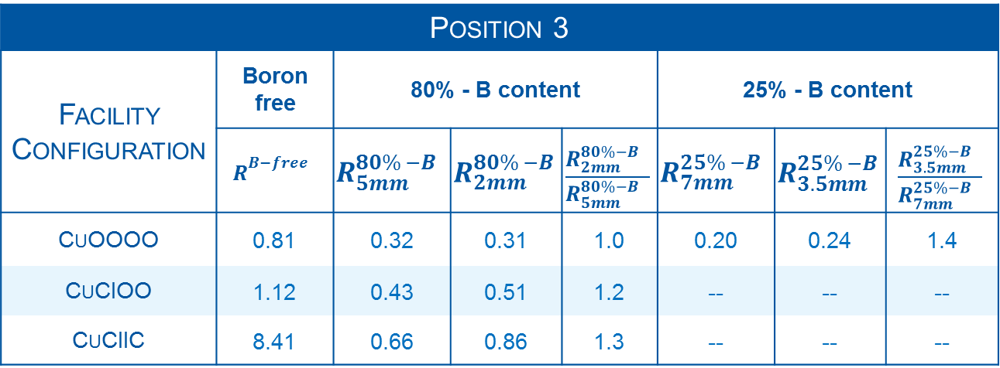 POSITION 3
FACILITY CONFIGURATION
Boron free
80% - B content
25% - B content
R^{B-free}
R_{5mm}^{80%-B}
R_{2mm}^{80%-B}
R_{2mm}^{80%-B} / R_{5mm}^{80%-B}
R_{7mm}^{25%-B}
R_{3.5mm}^{25%-B}
R_{3.5mm}^{25%-B} / R_{7mm}^{25%-B}
CUOOOO 0.81 0.32 0.31 1.0 0.20 0.24 1.4
CUCIOO 1.12 0.43 0.51 1.2 -- -- --
CUCIIC 8.41 0.66 0.86 1.3 -- -- --